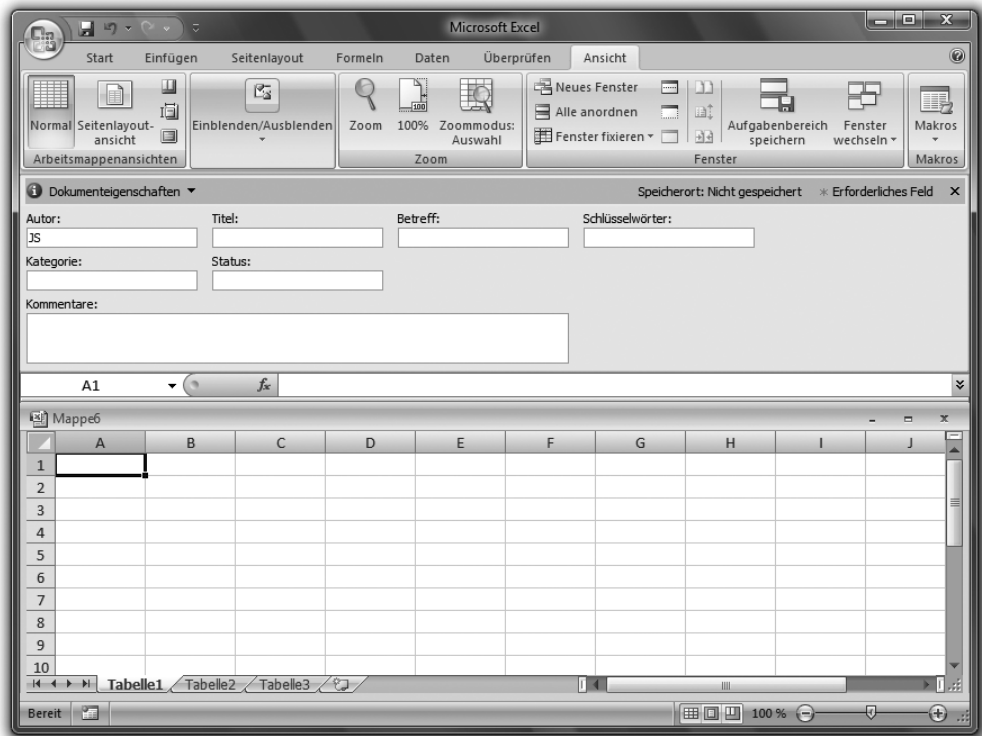 Microsoft Excel
Start Einfügen Seitenlayout Formeln Daten Überprüfen Ansicht
Normal Seitenlayout-
ansicht
Arbeitsmappenansichten
Einblenden/Ausblenden
Zoom 100% Zoommodus:
Auswahl
100
Zoom
Neues Fenster
Alle anordnen
Fenster fixieren
Aufgabenbereich
speichern
Fenster
wechseln
Fenster
Makros
Makros
Dokumenteigenschaften Speicherort: Nicht gespeichert * Erforderliches Feld
Autor: Titel: Betreff: Schlüsselwörter:
JS
Kategorie: Status:
Kommentare:
A1 fx
Mappe6
A B C D E F G H I J
1
2
3
4
5
6
7
8
9
10
Tabelle1 Tabelle2 Tabelle3
Bereit 100 %